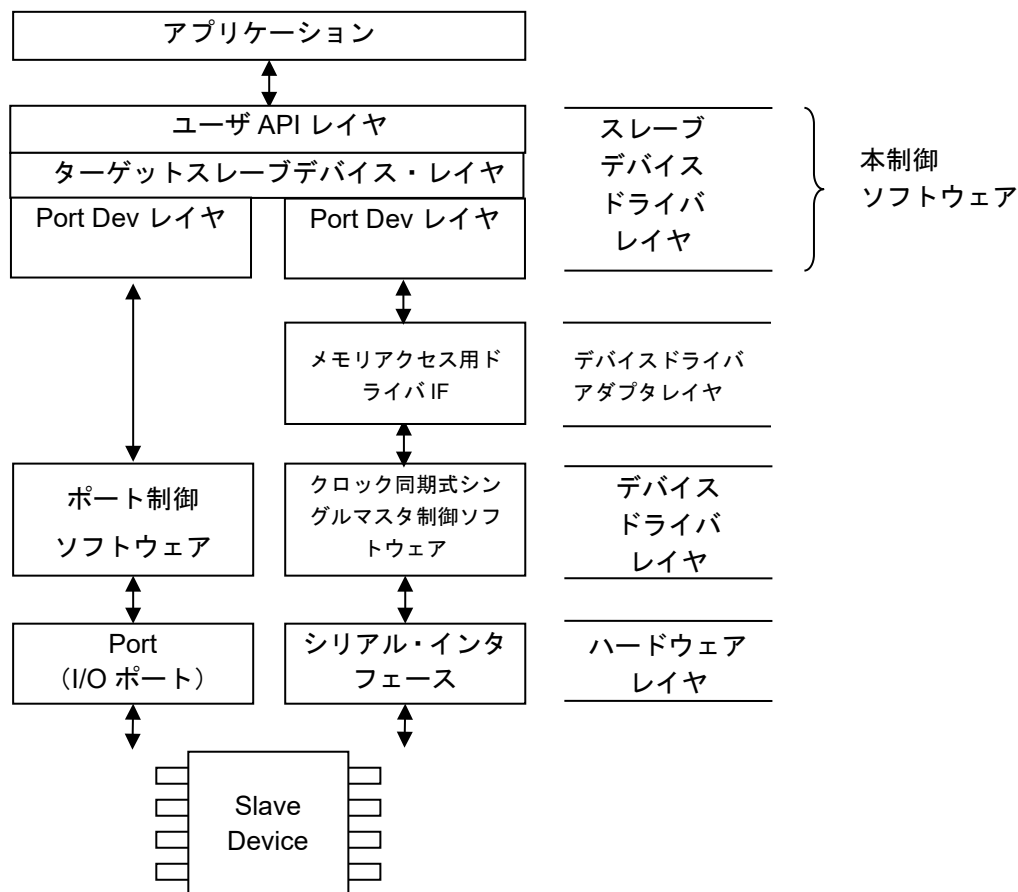 アプリケーション
ユーザ API レイヤ
ターゲットスレーブデバイス・レイヤ
Port Dev レイヤ
Port Dev レイヤ
スレーブ
デバイス
ドライバ
レイヤ
本制御
ソフトウェア
メモリアクセス用ド
ライバ IF
デバイスドライバ
アダプタレイヤ
ポート制御
ソフトウェア
クロック同期式シン
グルマスタ制御ソフ
トウェア
デバイス
ドライバ
レイヤ
Port
（I/O ポート）
シリアル・インタ
フェース
ハードウェア
レイヤ
Slave
Device